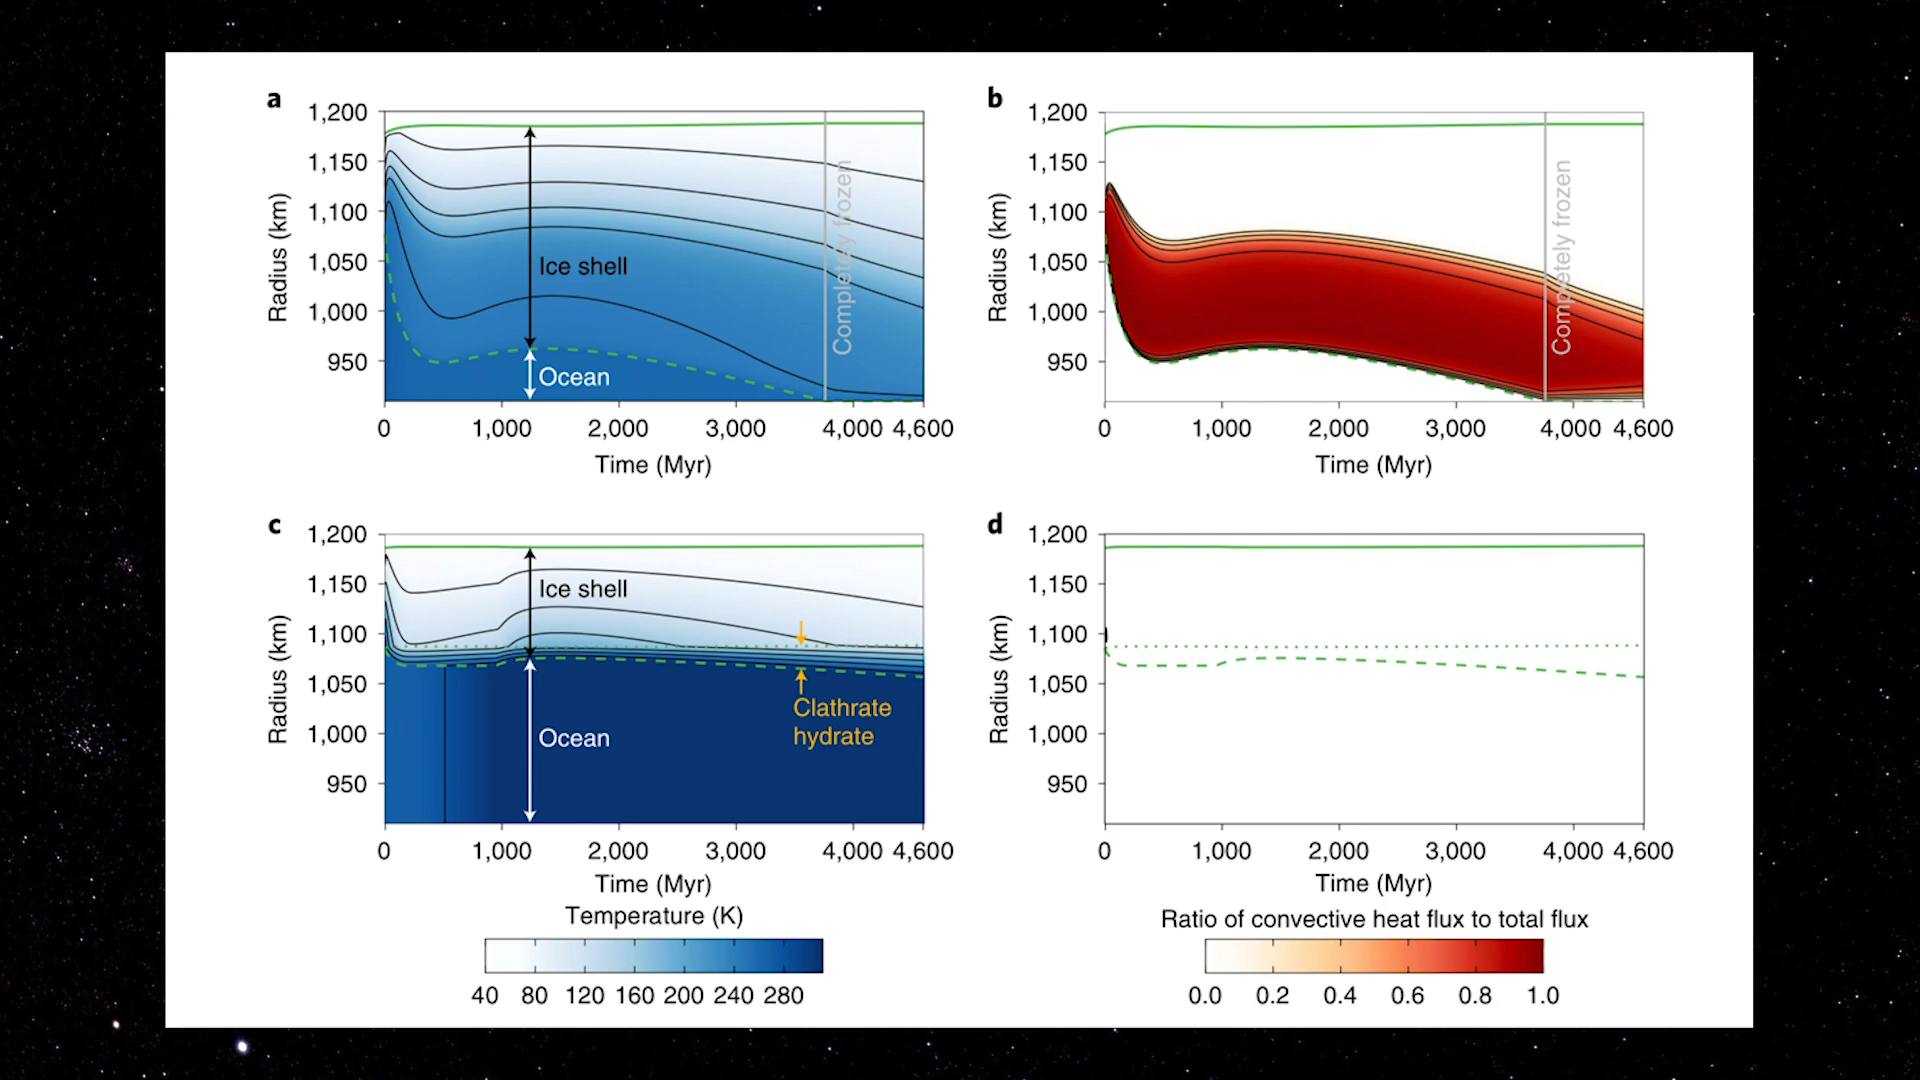 a
1,200
1,150
1,100
1,050
1,000
950
Radius (km)
Ice shell
Ocean
Completely frozen
0 1,000 2,000 3,000 4,000 4,600
Time (Myr)
b
1,200
1,150
1,100
1,050
1,000
950
Radius (km)
Completely frozen
0 1,000 2,000 3,000 4,000 4,600
Time (Myr)
c
1,200
1,150
1,100
1,050
1,000
950
Radius (km)
Ice shell
Ocean
Clathrate
hydrate
0 1,000 2,000 3,000 4,000 4,600
Time (Myr)
Temperature (K)
40 80 120 160 200 240 280
d
1,200
1,150
1,100
1,050
1,000
950
Radius (km)
0 1,000 2,000 3,000 4,000 4,600
Time (Myr)
Ratio of convective heat flux to total flux
0.0 0.2 0.4 0.6 0.8 1.0